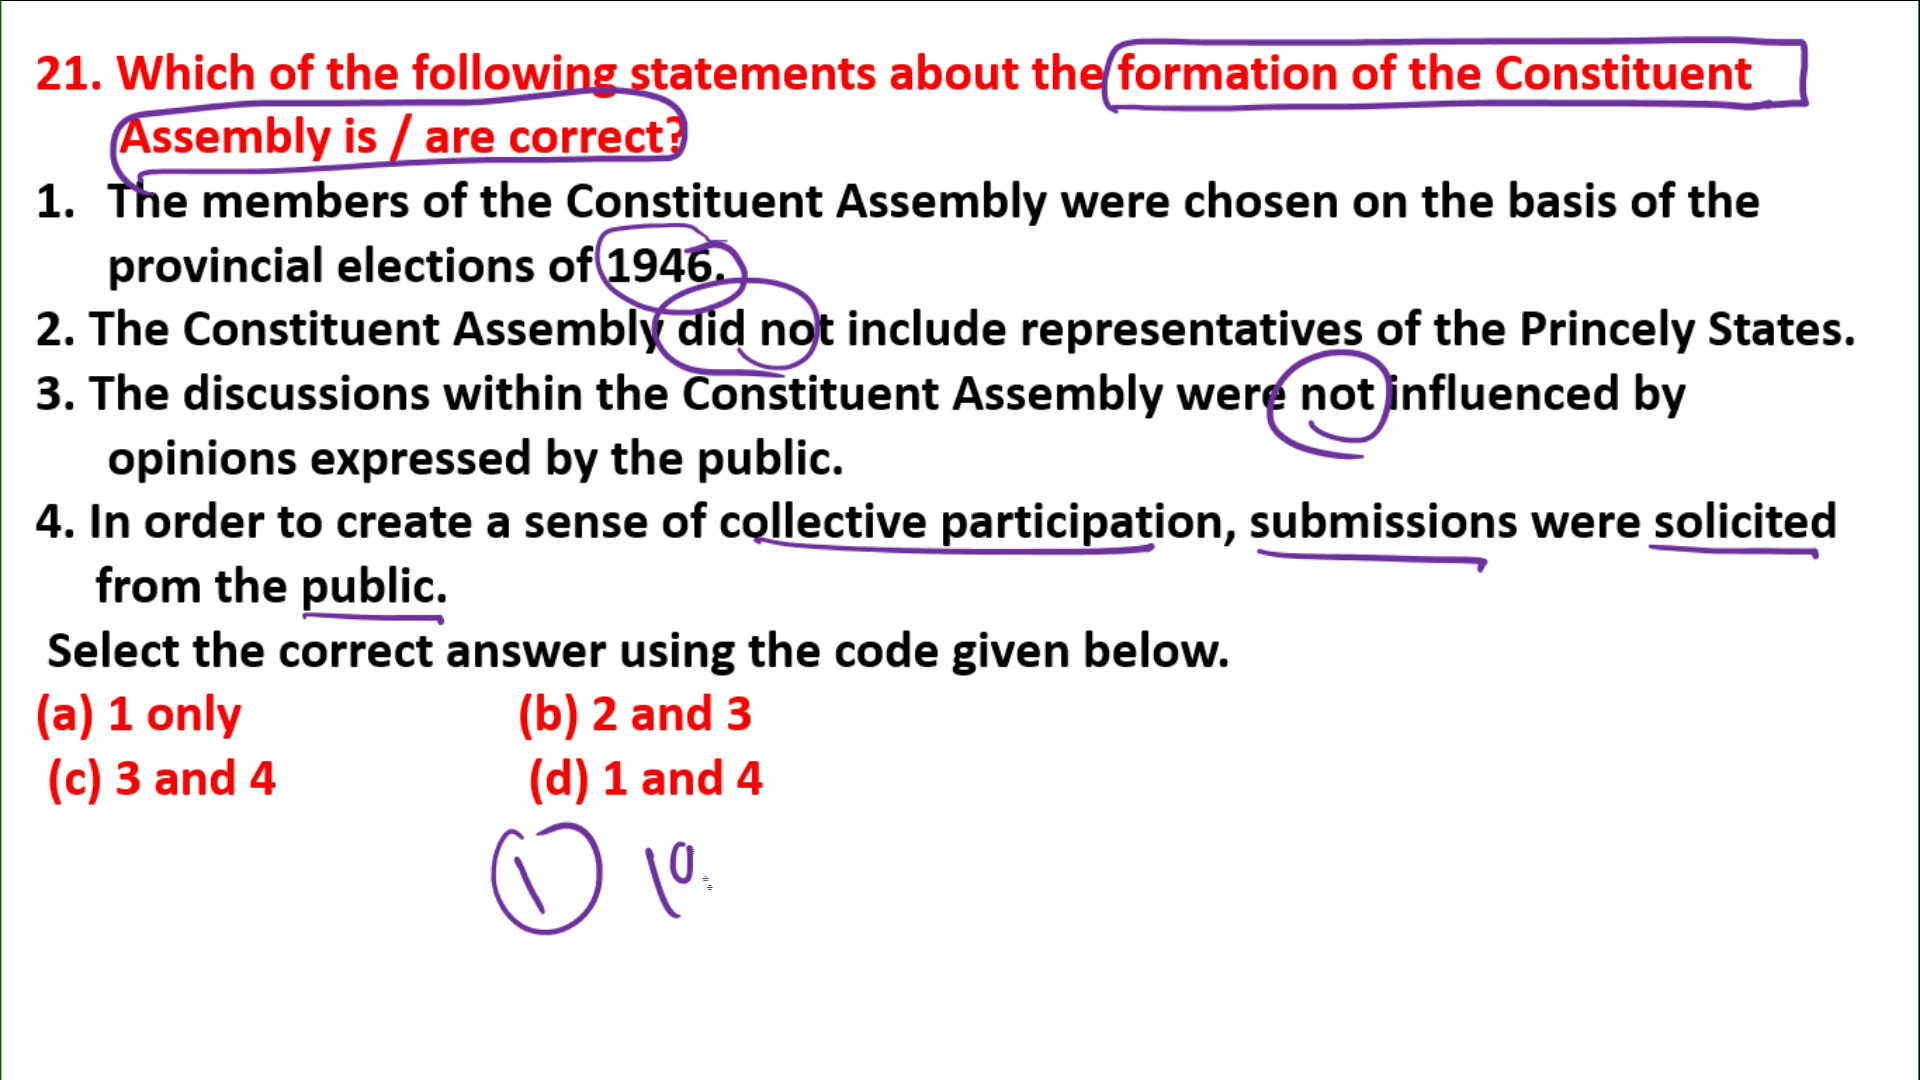 21. Which of the following statements about the formation of the Constituent
Assembly is / are correct?
1. The members of the Constituent Assembly were chosen on the basis of the
provincial elections of 1946.
2. The Constituent Assembly did not include representatives of the Princely States.
3. The discussions within the Constituent Assembly were not influenced by
opinions expressed by the public.
4. In order to create a sense of collective participation, submissions were solicited
from the public.
Select the correct answer using the code given below.
(a) 1 only (b) 2 and 3
(c) 3 and 4 (d) 1 and 4
1